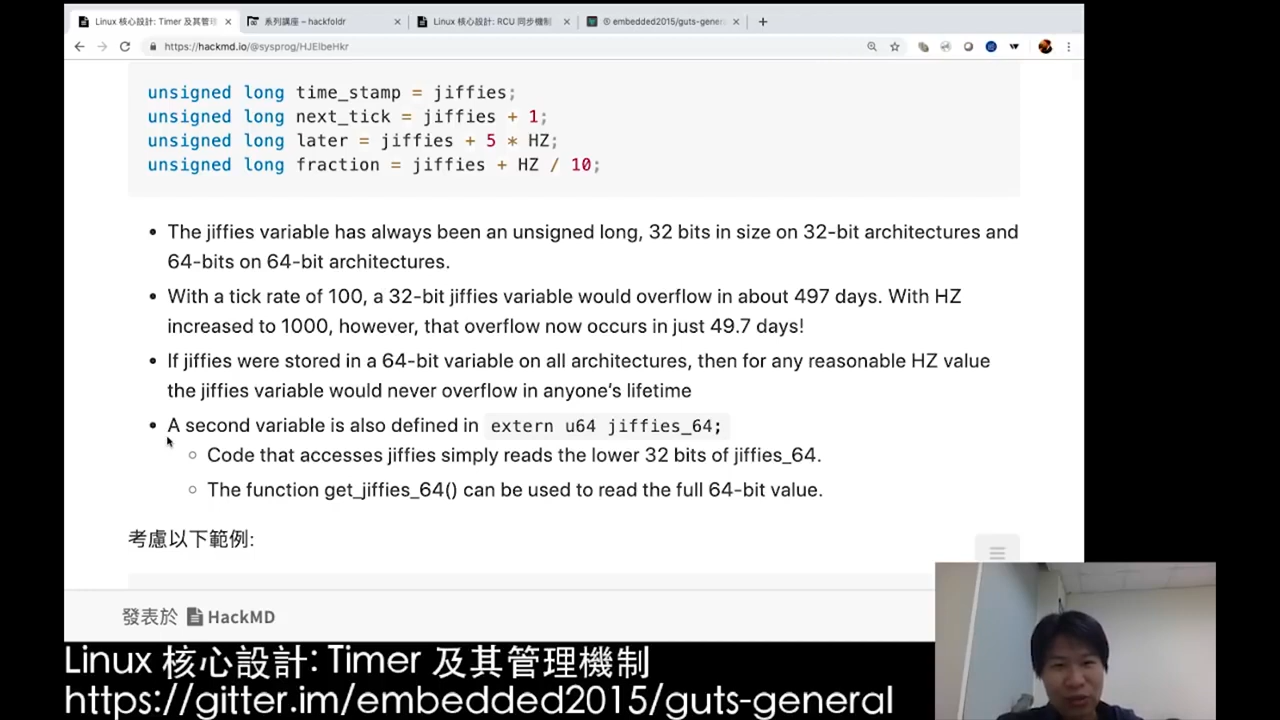 Linux 核心設計: Timer 及其管理
系列講座 – hackfoldr
Linux 核心設計: RCU 同步機制
embedded2015/guts-genera
https://hackmd.io/@sysprog/HJElbeHkr
unsigned long time_stamp = jiffies;
unsigned long next_tick = jiffies + 1;
unsigned long later = jiffies + 5 * HZ;
unsigned long fraction = jiffies + HZ / 10;
• The jiffies variable has always been an unsigned long, 32 bits in size on 32-bit architectures and
64-bits on 64-bit architectures.
• With a tick rate of 100, a 32-bit jiffies variable would overflow in about 497 days. With HZ
increased to 1000, however, that overflow now occurs in just 49.7 days!
• If jiffies were stored in a 64-bit variable on all architectures, then for any reasonable HZ value
the jiffies variable would never overflow in anyone's lifetime
• A second variable is also defined in extern u64 jiffies_64;
○ Code that accesses jiffies simply reads the lower 32 bits of jiffies_64.
○ The function get_jiffies_64() can be used to read the full 64-bit value.
考慮以下範例:
發表於 HackMD
Linux 核心設計: Timer 及其管理機制
https://gitter.im/embedded2015/guts-general